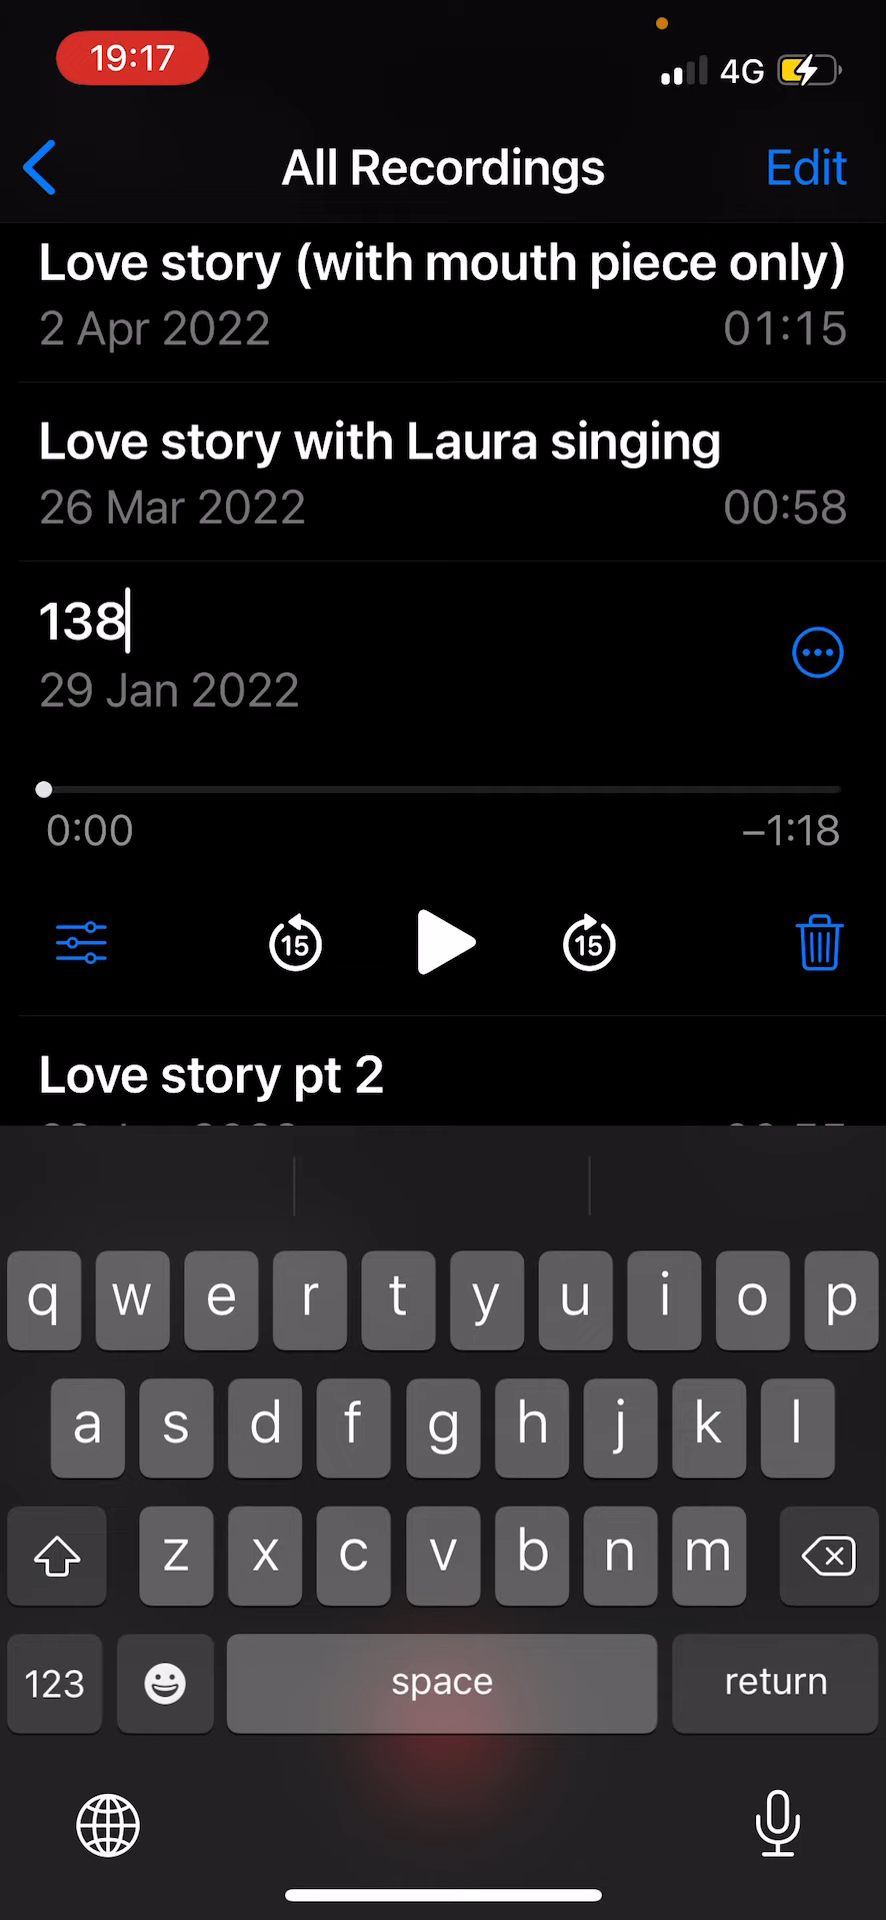 19:17
4G
All Recordings
Edit
Love story (with mouth piece only)
2 Apr 2022
01:15
Love story with Laura singing
26 Mar 2022
00:58
138
29 Jan 2022
0:00
–1:18
15
15
Love story pt 2
q w e r t y u i o p
a s d f g h j k l
z x c v b n m
123
space
return